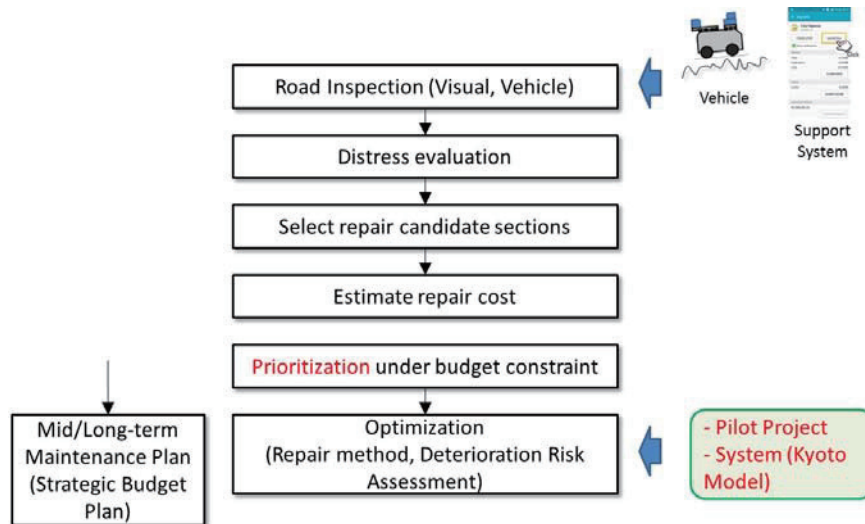 Road Inspection (Visual, Vehicle)
Vehicle
Click
Support
System
Distress evaluation
Select repair candidate sections
Estimate repair cost
Prioritization under budget constraint
Mid/Long-term
Maintenance Plan
(Strategic Budget
Plan)
Optimization
(Repair method, Deterioration Risk
Assessment)
- Pilot Project
- System (Kyoto
Model)